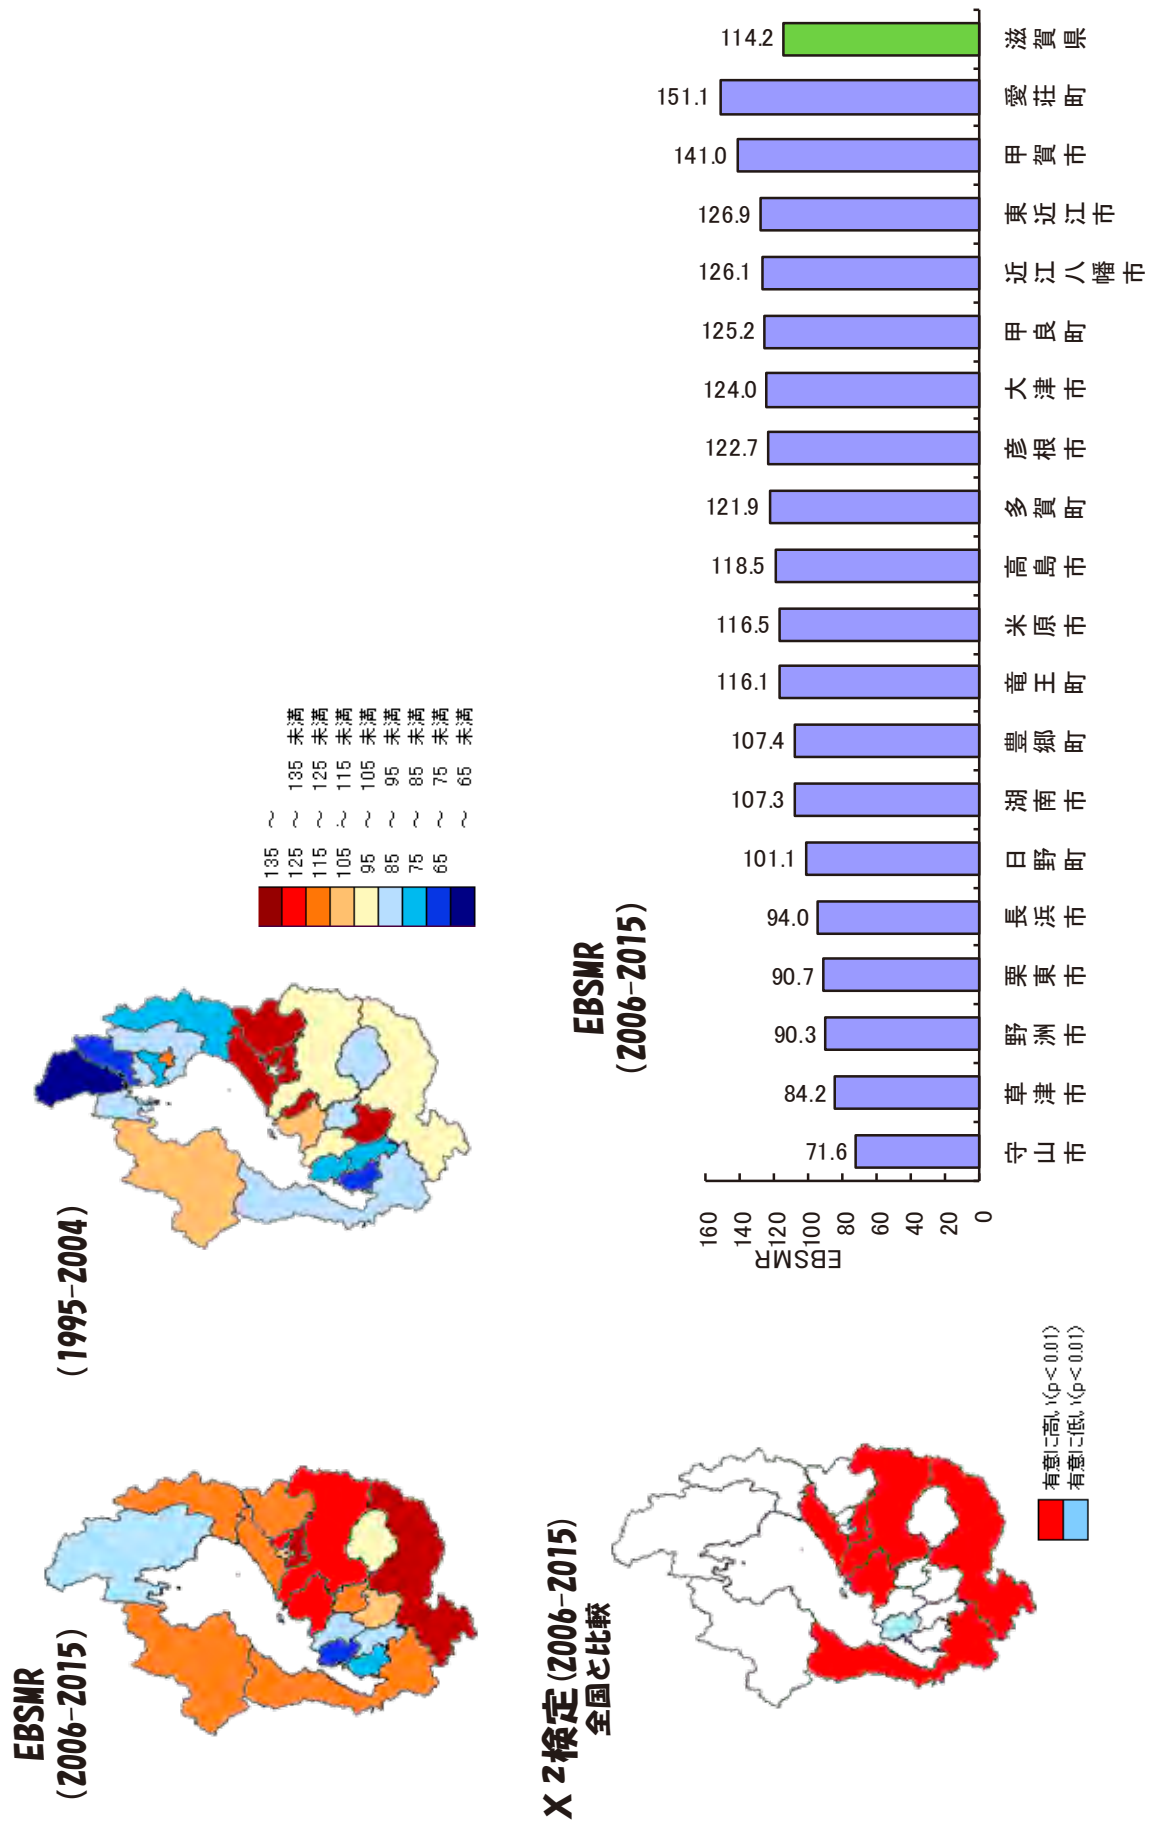 EBSMR
(2006-2015)
(1995-2004)
135 ～
125 ～ 135 未満
115 ～ 125 未満
105 ～ 115 未満
95 ～ 105 未満
85 ～ 95 未満
75 ～ 85 未満
65 ～ 75 未満
～ 65 未満
X 2検定(2006-2015)
全国と比較
有意に高い(p<0.01)
有意に低い(p<0.01)
EBSMR
(2006-2015)
EBSMR
160
140
120
100
80
60
40
20
0
71.6
84.2
90.3
90.7
94.0
101.1
107.3
107.4
116.1
116.5
118.5
121.9
122.7
124.0
125.2
126.1
126.9
141.0
151.1
114.2
守山市
草津市
野洲市
栗東市
長浜市
日野町
湖南市
豊郷町
竜王町
米原市
高島市
多賀町
彦根市
大津市
甲良町
近江八幡市
東近江市
甲賀市
愛荘町
滋賀県